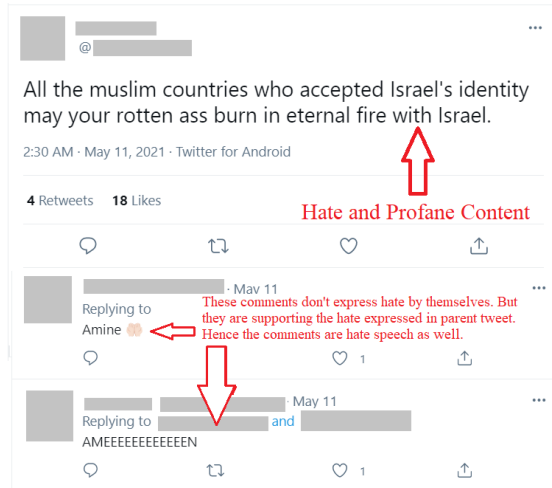 @
All the muslim countries who accepted Israel's identity
may your rotten ass burn in eternal fire with Israel.
2:30 AM · May 11, 2021 · Twitter for Android
4 Retweets 18 Likes
Hate and Profane Content
· May 11
Replying to
Amine 🤲🏻
These comments don't express hate by themselves. But
they are supporting the hate expressed in parent tweet.
Hence the comments are hate speech as well.
1
· May 11
Replying to and
AMEEEEEEEEEEEN
1